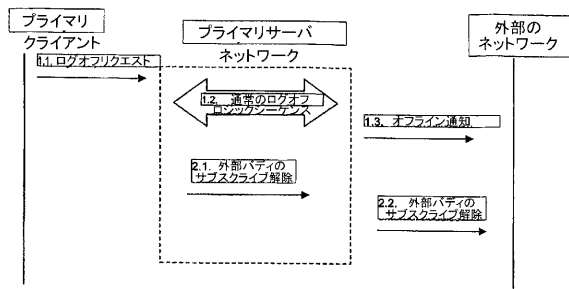 プライマリ
クライアント
プライマリサーバ
ネットワーク
外部の
ネットワーク
1.1. ログオフリクエスト
1.2. 通常のログオフ
ロジックシーケンス
1.3. オフライン通知
2.1. 外部バディの
サブスクライブ解除
2.2. 外部バディの
サブスクライブ解除